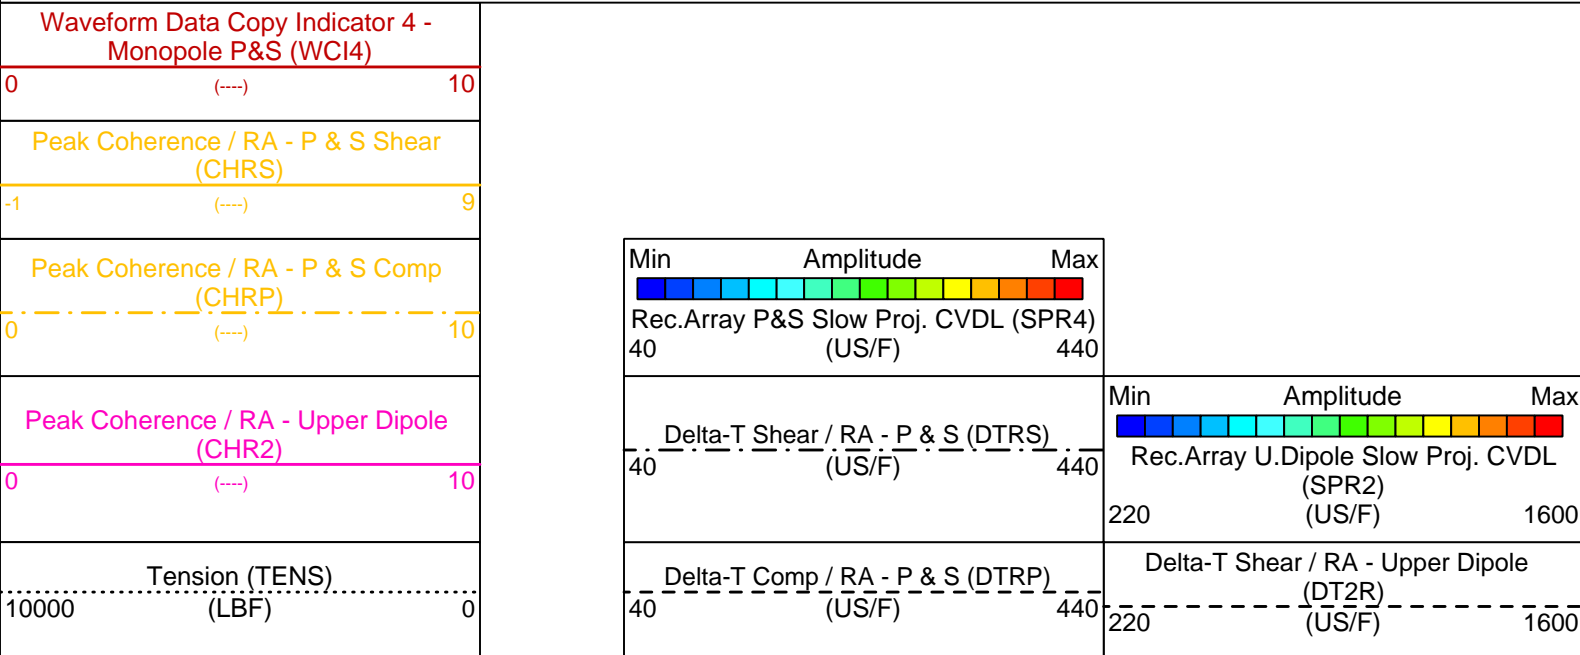 Waveform Data Copy Indicator 4 -
Monopole P&S (WCI4)
0 (----) 10
Peak Coherence / RA - P & S Shear
(CHRS)
-1 (----) 9
Peak Coherence / RA - P & S Comp
(CHRP)
0 (----) 10
Peak Coherence / RA - Upper Dipole
(CHR2)
0 (----) 10
Tension (TENS)
10000 (LBF) 0
Min Amplitude Max
Rec.Array P&S Slow Proj. CVDL (SPR4)
40 (US/F) 440
Delta-T Shear / RA - P & S (DTRS)
40 (US/F) 440
Delta-T Comp / RA - P & S (DTRP)
40 (US/F) 440
Min Amplitude Max
Rec.Array U.Dipole Slow Proj. CVDL
(SPR2)
220 (US/F) 1600
Delta-T Shear / RA - Upper Dipole
(DT2R)
220 (US/F) 1600